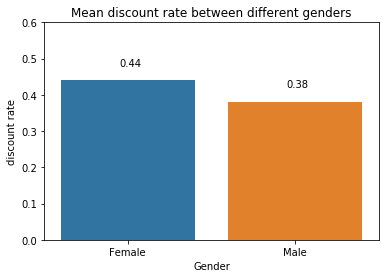 Mean discount rate between different genders
0.6
0.5
0.4
0.3
0.2
0.1
0.0
discount rate
0.44
0.38
Female
Male
Gender